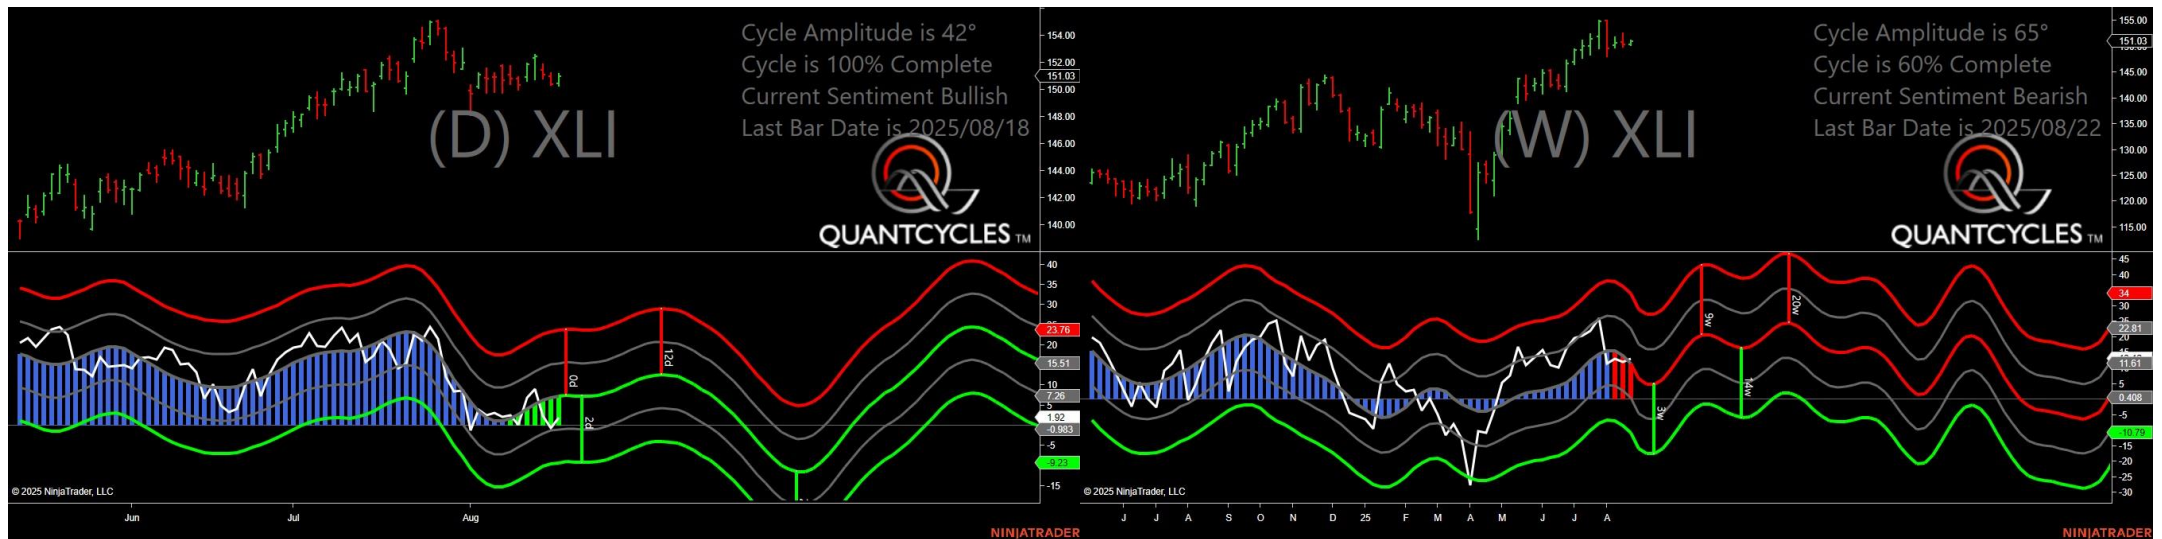 Cycle Amplitude is 42°
Cycle is 100% Complete
Current Sentiment Bullish
Last Bar Date is 2025/08/18
(D) XLI
QUANTCYCLES TM
154.00
152.00
151.03
150.00
148.00
146.00
144.00
142.00
140.00
40
35
30
23.76
20
15.51
10
7.26
5
1.92
-0.983
-5
-9.23
-15
0d
2d
12d
© 2025 NinjaTrader, LLC
Jun
Jul
Aug
NINJATRADER
Cycle Amplitude is 65°
Cycle is 60% Complete
Current Sentiment Bearish
Last Bar Date is 2025/08/22
(W) XLI
QUANTCYCLES TM
155.00
151.03
145.00
140.00
135.00
130.00
125.00
120.00
115.00
45
40
34
30
22.81
11.61
5
0.408
-5
-10.79
-15
-20
-25
-30
3w
9w
14w
20w
© 2025 NinjaTrader, LLC
J J A S O N D 25 F M A M J J A
NINJATRADER